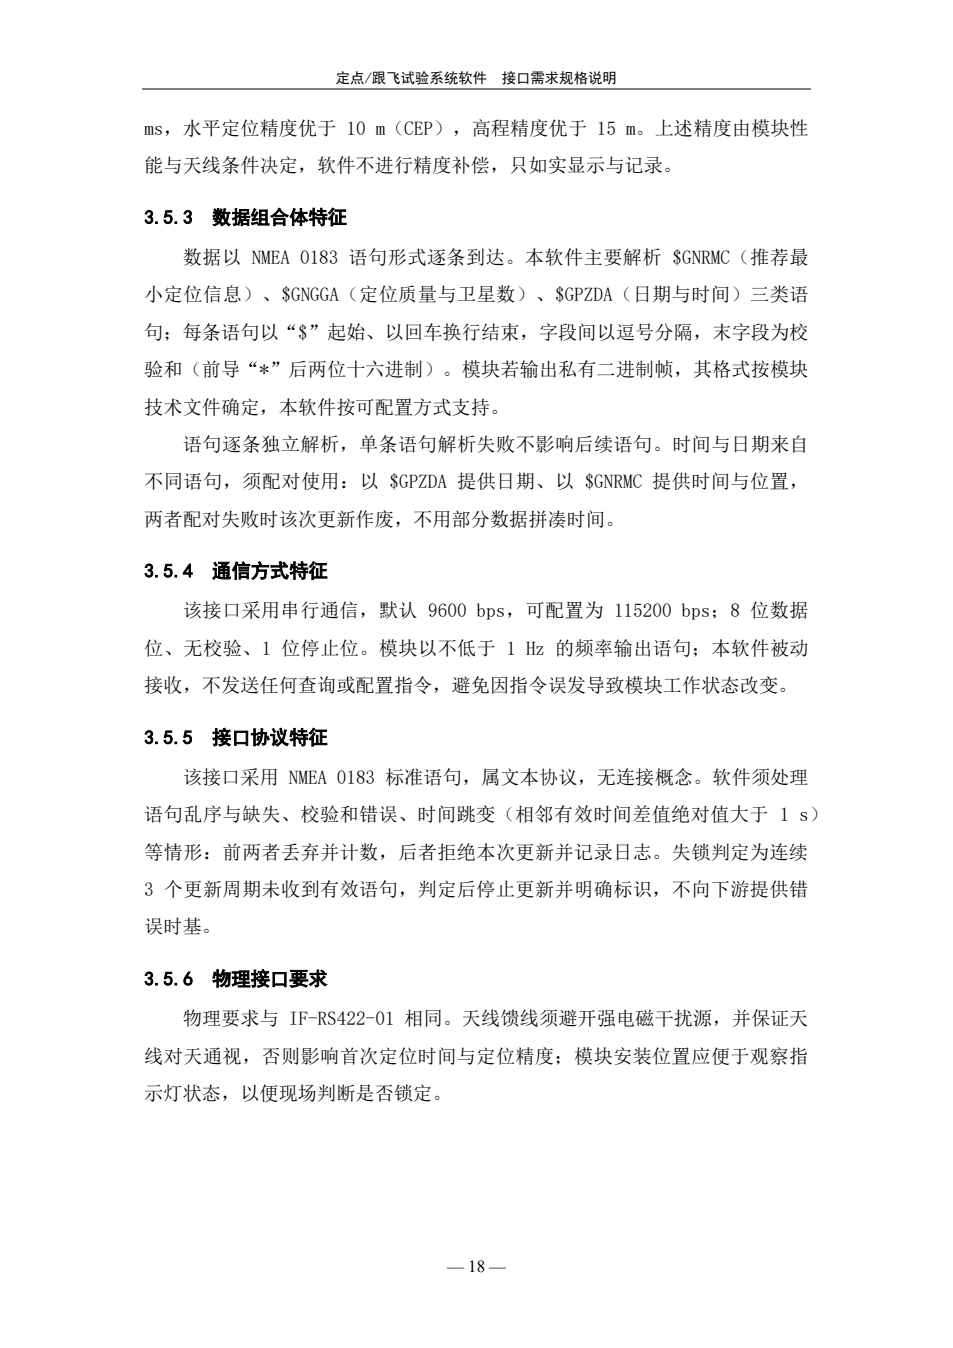 定点/跟飞试验系统软件　接口需求规格说明
ms，水平定位精度优于 10 m（CEP），高程精度优于 15 m。上述精度由模块性
能与天线条件决定，软件不进行精度补偿，只如实显示与记录。
3.5.3　数据组合体特征
数据以 NMEA 0183 语句形式逐条到达。本软件主要解析 $GNRMC（推荐最
小定位信息）、$GNGGA（定位质量与卫星数）、$GPZDA（日期与时间）三类语
句；每条语句以“$”起始、以回车换行结束，字段间以逗号分隔，末字段为校
验和（前导“*”后两位十六进制）。模块若输出私有二进制帧，其格式按模块
技术文件确定，本软件按可配置方式支持。
语句逐条独立解析，单条语句解析失败不影响后续语句。时间与日期来自
不同语句，须配对使用：以 $GPZDA 提供日期、以 $GNRMC 提供时间与位置，
两者配对失败时该次更新作废，不用部分数据拼凑时间。
3.5.4　通信方式特征
该接口采用串行通信，默认 9600 bps，可配置为 115200 bps；8 位数据
位、无校验、1 位停止位。模块以不低于 1 Hz 的频率输出语句；本软件被动
接收，不发送任何查询或配置指令，避免因指令误发导致模块工作状态改变。
3.5.5　接口协议特征
该接口采用 NMEA 0183 标准语句，属文本协议，无连接概念。软件须处理
语句乱序与缺失、校验和错误、时间跳变（相邻有效时间差值绝对值大于 1 s）
等情形：前两者丢弃并计数，后者拒绝本次更新并记录日志。失锁判定为连续
3 个更新周期未收到有效语句，判定后停止更新并明确标识，不向下游提供错
误时基。
3.5.6　物理接口要求
物理要求与 IF-RS422-01 相同。天线馈线须避开强电磁干扰源，并保证天
线对天通视，否则影响首次定位时间与定位精度；模块安装位置应便于观察指
示灯状态，以便现场判断是否锁定。
— 18 —